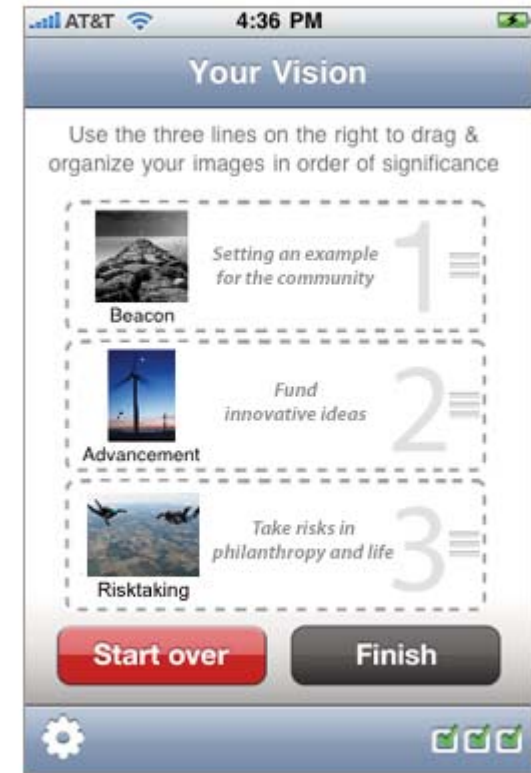 AT&T 4:36 PM
Your Vision
Use the three lines on the right to drag &
organize your images in order of significance
Setting an example
for the community
1
Beacon
Fund
innovative ideas
2
Advancement
Take risks in
philanthropy and life
3
Risktaking
Start over Finish